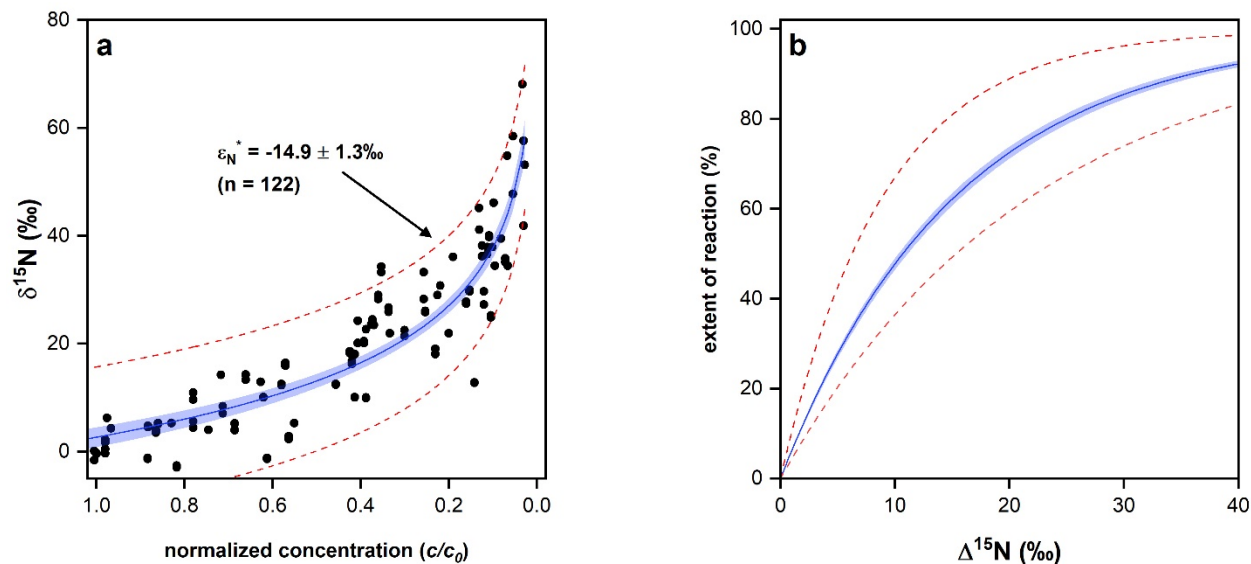 a
80
60
40
20
0
δ¹⁵N (‰)
εN* = -14.9 ± 1.3‰
(n = 122)
1.0 0.8 0.6 0.4 0.2 0.0
normalized concentration (c/c₀)
b
100
80
60
40
20
0
extent of reaction (%)
0 10 20 30 40
Δ¹⁵N (‰)